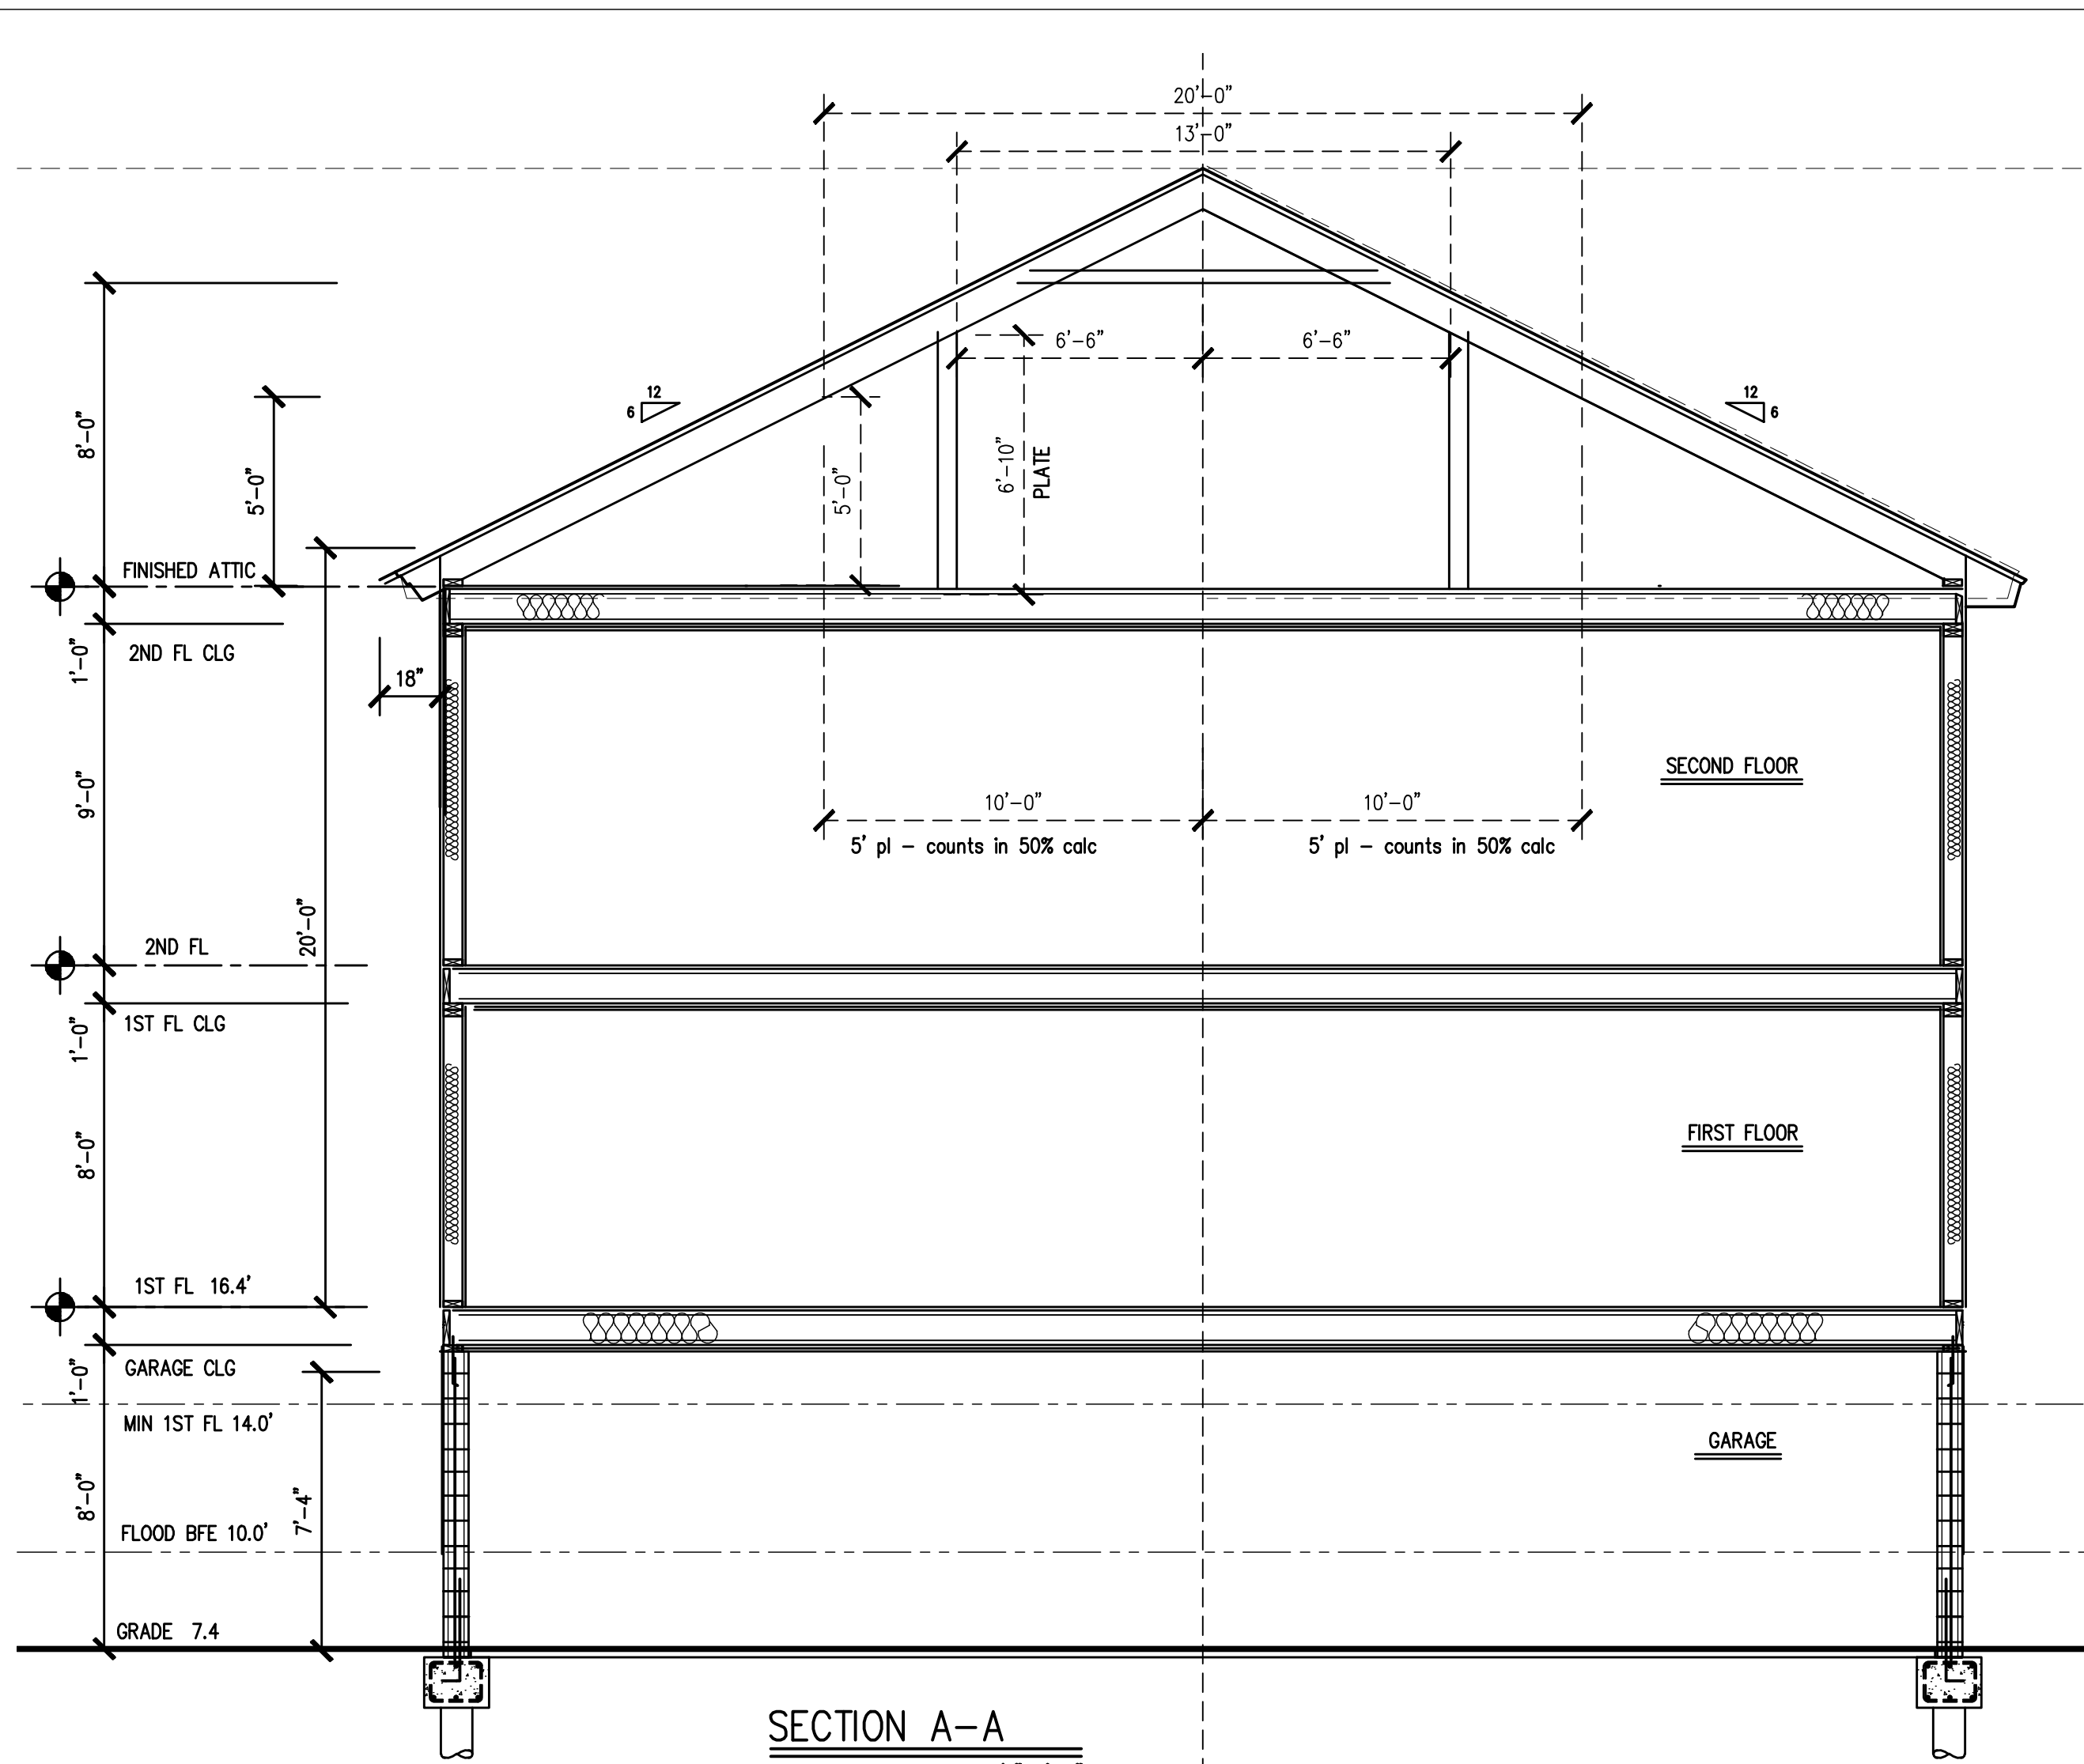 20'-0"
13'-0"
6'-6"
6'-6"
12
6
12
6
8'-0"
5'-0"
5'-0"
6'-10"
PLATE
FINISHED ATTIC
2ND FL CLG
1'-0"
18"
SECOND FLOOR
9'-0"
10'-0"
10'-0"
5' pl - counts in 50% calc
5' pl - counts in 50% calc
20'-0"
2ND FL
1ST FL CLG
1'-0"
FIRST FLOOR
8'-0"
1ST FL 16.4'
GARAGE CLG
1'-0"
MIN 1ST FL 14.0'
GARAGE
8'-0"
7'-4"
FLOOD BFE 10.0'
GRADE 7.4
SECTION A-A